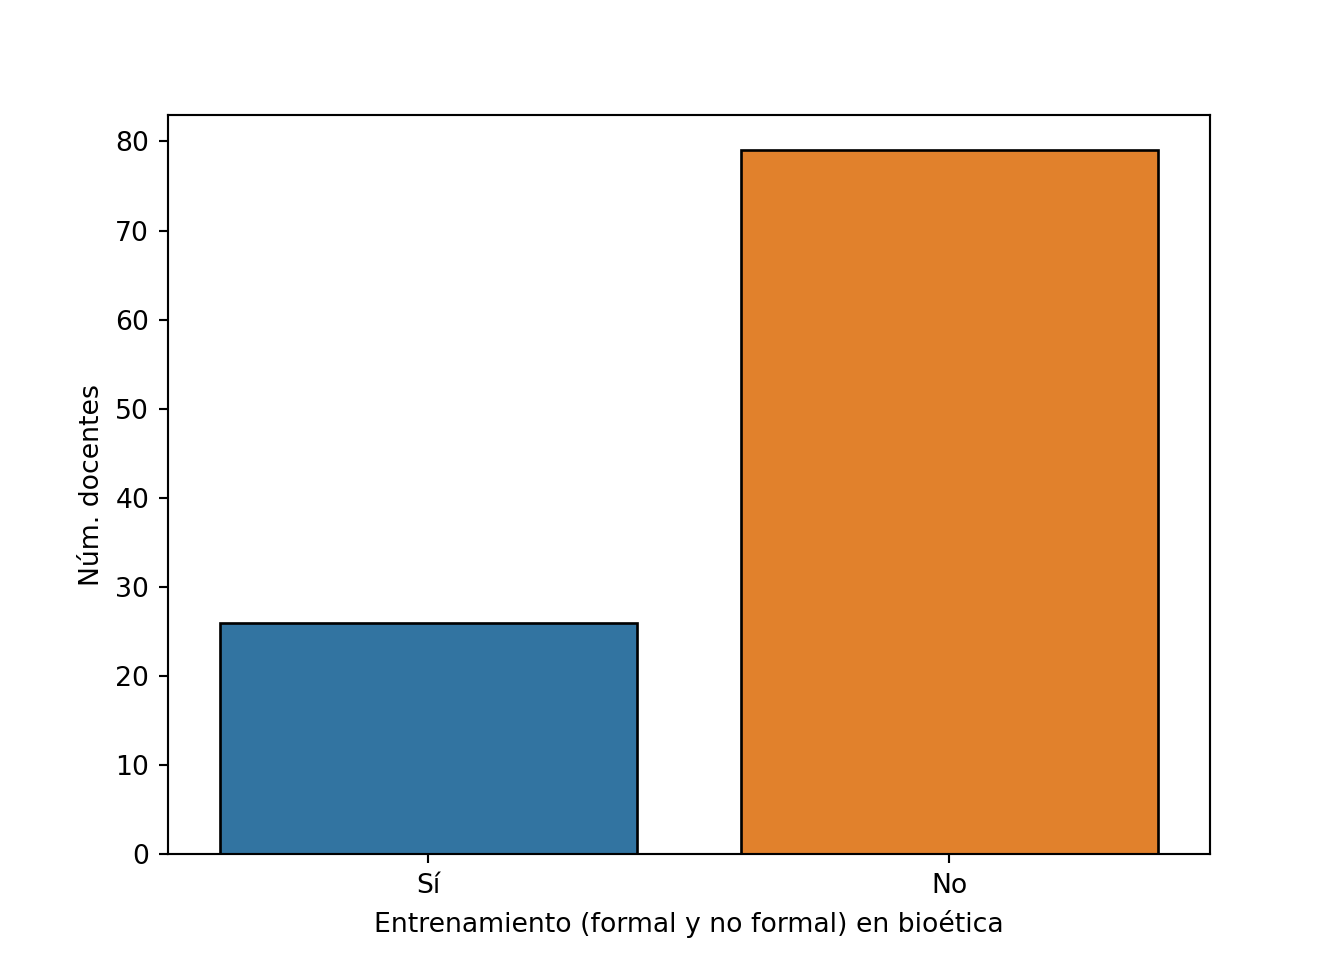 80
70
60
50
40
30
20
10
0
Núm. docentes
Sí
No
Entrenamiento (formal y no formal) en bioética